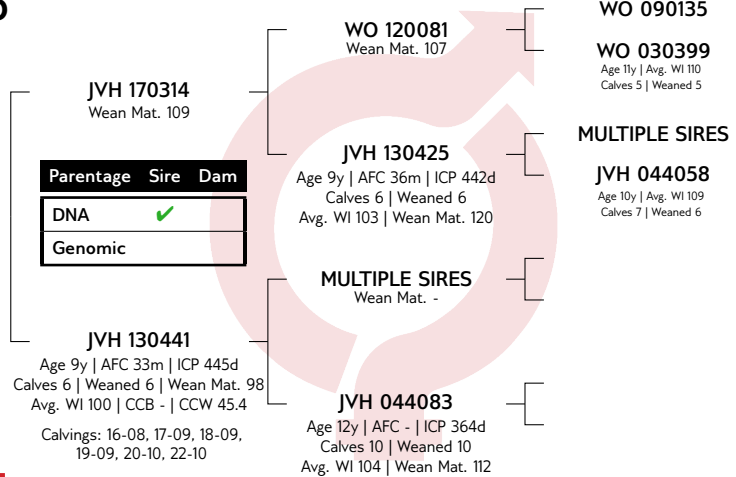 WO 090135
WO 120081
Wean Mat. 107
WO 030399
Age 11y | Avg. WI 110
Calves 5 | Weaned 5
JVH 170314
Wean Mat. 109
MULTIPLE SIRES
JVH 130425
Age 9y | AFC 36m | ICP 442d
Calves 6 | Weaned 6
Avg. WI 103 | Wean Mat. 120
JVH 044058
Age 10y | Avg. WI 109
Calves 7 | Weaned 6
Parentage Sire Dam
DNA ✔
Genomic
MULTIPLE SIRES
Wean Mat. -
JVH 130441
Age 9y | AFC 33m | ICP 445d
Calves 6 | Weaned 6 | Wean Mat. 98
Avg. WI 100 | CCB - | CCW 45.4
Calvings: 16-08, 17-09, 18-09,
19-09, 20-10, 22-10
JVH 044083
Age 12y | AFC - | ICP 364d
Calves 10 | Weaned 10
Avg. WI 104 | Wean Mat. 112